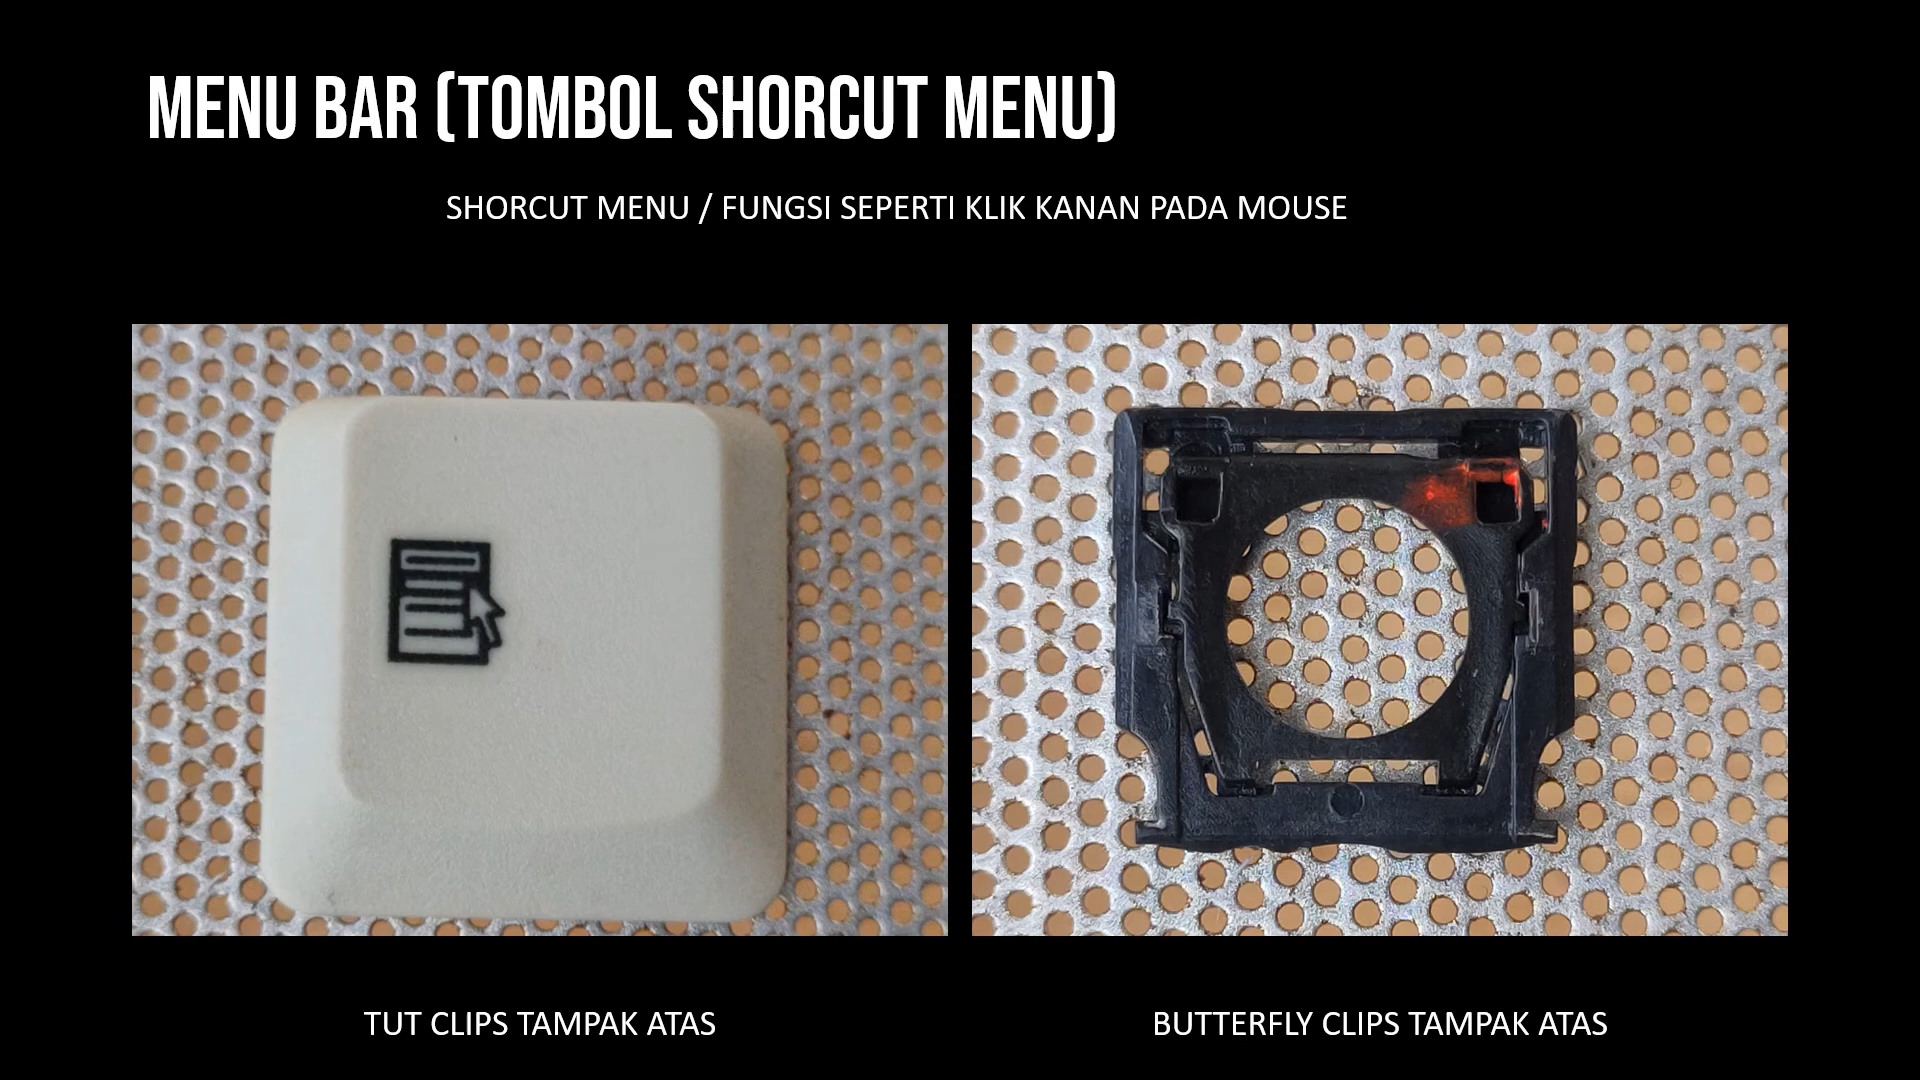 MENU BAR (TOMBOL SHORCUT MENU)
SHORCUT MENU / FUNGSI SEPERTI KLIK KANAN PADA MOUSE
TUT CLIPS TAMPAK ATAS
BUTTERFLY CLIPS TAMPAK ATAS